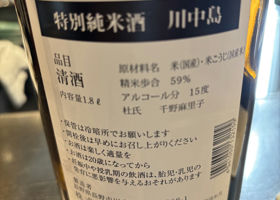 特別純米酒 川中島
品目
清酒
内容量1.8ℓ
原材料名 米(国産)・米こうじ(国産米)
精米歩合 59%
アルコール分 15度
杜氏 千野麻里子
●保管は冷暗所でお願いします
●開栓後は早めにお召し上がりください
●お酒は楽しく適量を
●お酒は20歳になってから
●妊娠中や授乳期の飲酒は、胎児・乳児の
発育に悪影響を与えるおそれがあります